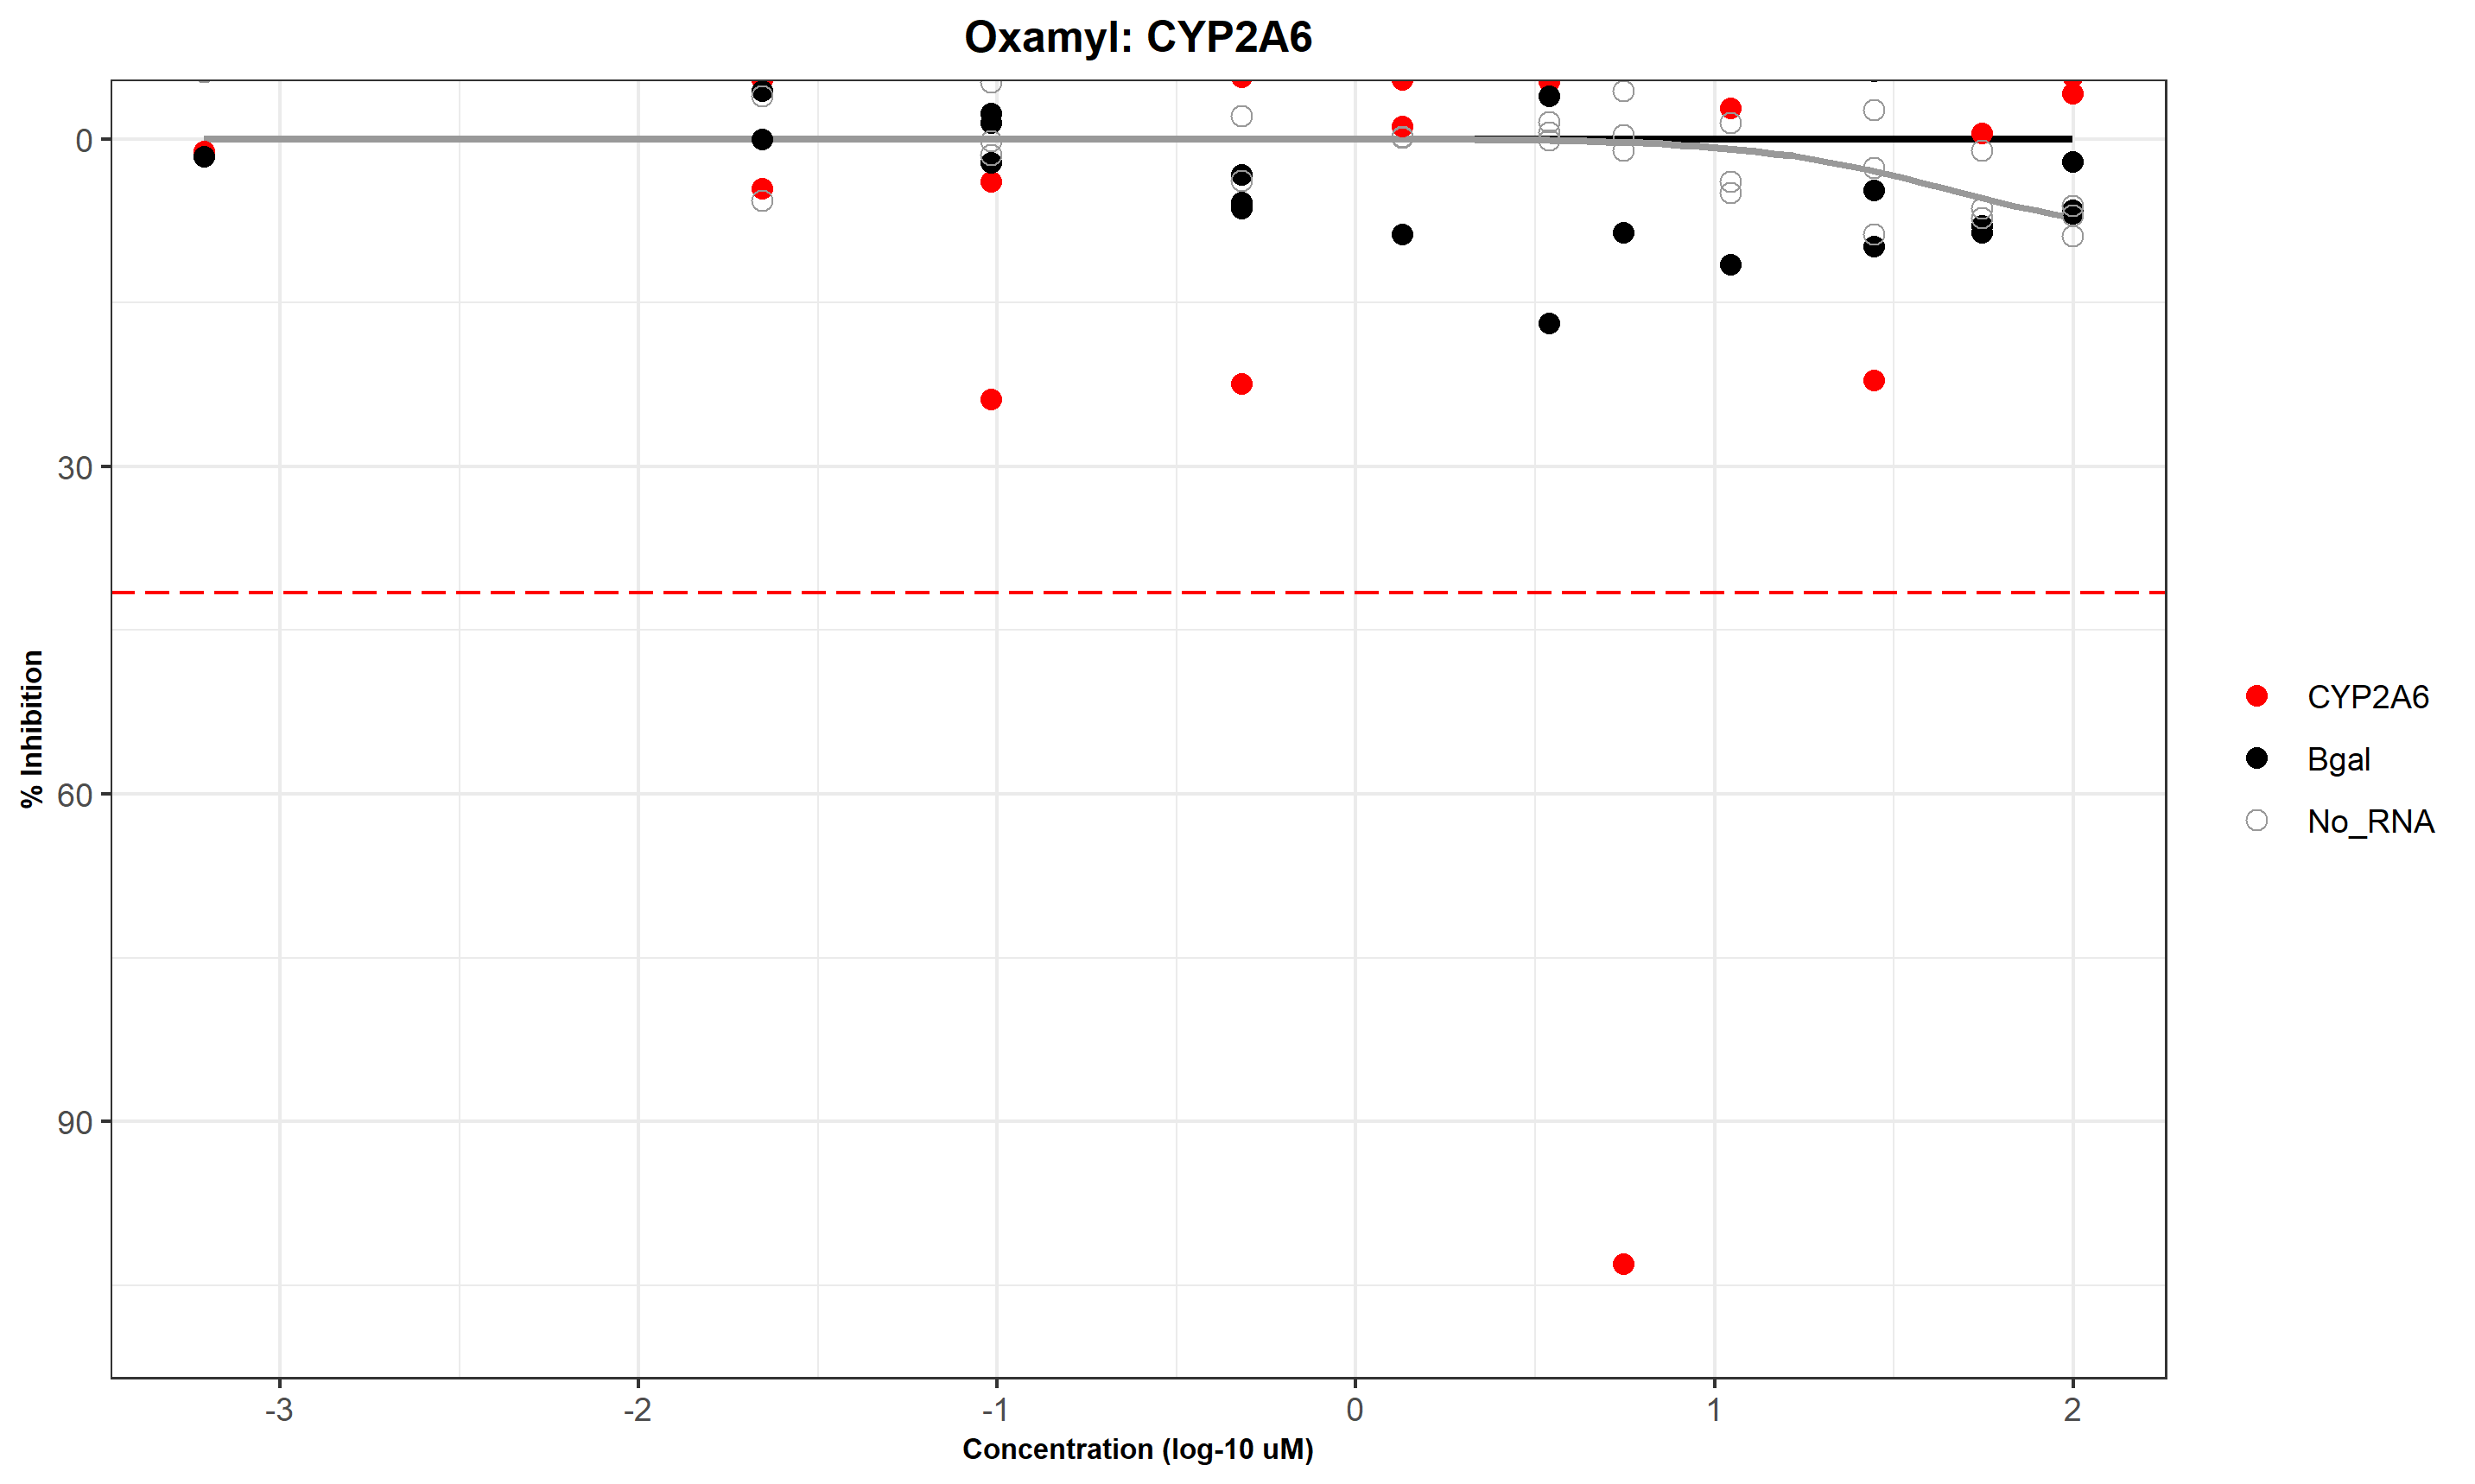 Oxamyl: CYP2A6
% Inhibition
0
30
60
90
-3
-2
-1
0
1
2
Concentration (log-10 uM)
CYP2A6
Bgal
No_RNA